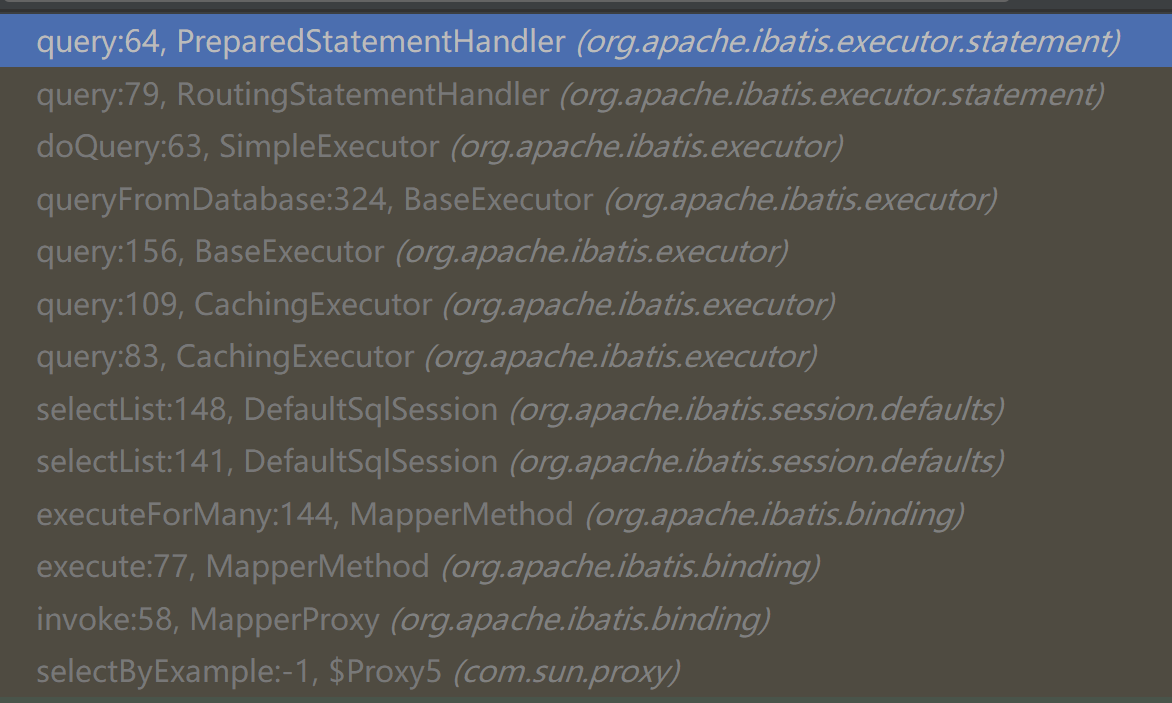 query:64, PreparedStatementHandler (org.apache.ibatis.executor.statement)
query:79, RoutingStatementHandler (org.apache.ibatis.executor.statement)
doQuery:63, SimpleExecutor (org.apache.ibatis.executor)
queryFromDatabase:324, BaseExecutor (org.apache.ibatis.executor)
query:156, BaseExecutor (org.apache.ibatis.executor)
query:109, CachingExecutor (org.apache.ibatis.executor)
query:83, CachingExecutor (org.apache.ibatis.executor)
selectList:148, DefaultSqlSession (org.apache.ibatis.session.defaults)
selectList:141, DefaultSqlSession (org.apache.ibatis.session.defaults)
executeForMany:144, MapperMethod (org.apache.ibatis.binding)
execute:77, MapperMethod (org.apache.ibatis.binding)
invoke:58, MapperProxy (org.apache.ibatis.binding)
selectByExample:-1, $Proxy5 (com.sun.proxy)